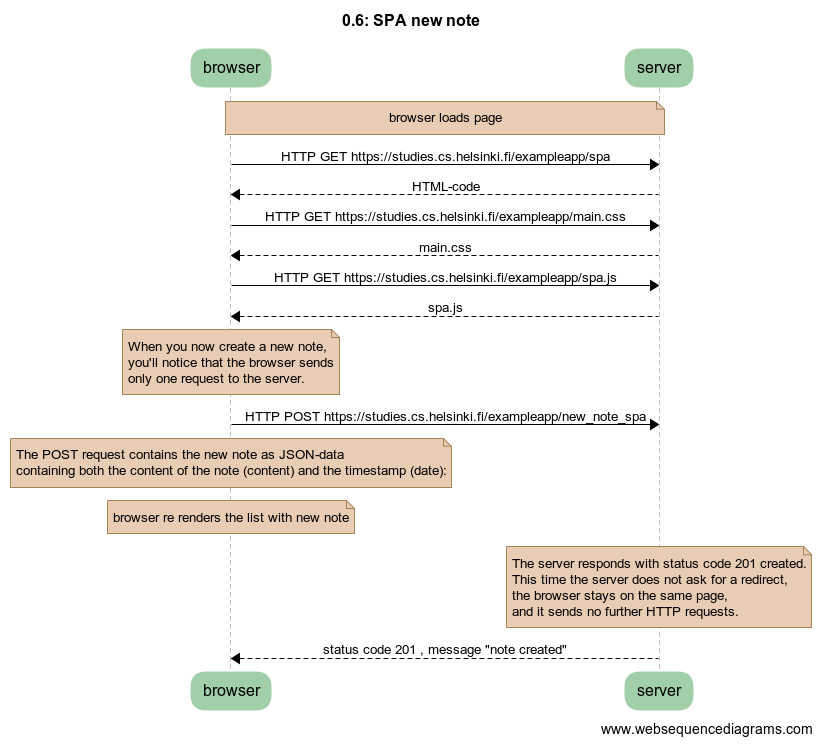 0.6: SPA new note
browser
server
browser loads page
HTTP GET https://studies.cs.helsinki.fi/exampleapp/spa
HTML-code
HTTP GET https://studies.cs.helsinki.fi/exampleapp/main.css
main.css
HTTP GET https://studies.cs.helsinki.fi/exampleapp/spa.js
spa.js
When you now create a new note,
you'll notice that the browser sends
only one request to the server.
HTTP POST https://studies.cs.helsinki.fi/exampleapp/new_note_spa
The POST request contains the new note as JSON-data
containing both the content of the note (content) and the timestamp (date):
browser re renders the list with new note
The server responds with status code 201 created.
This time the server does not ask for a redirect,
the browser stays on the same page,
and it sends no further HTTP requests.
status code 201 , message "note created"
browser
server
www.websequencediagrams.com